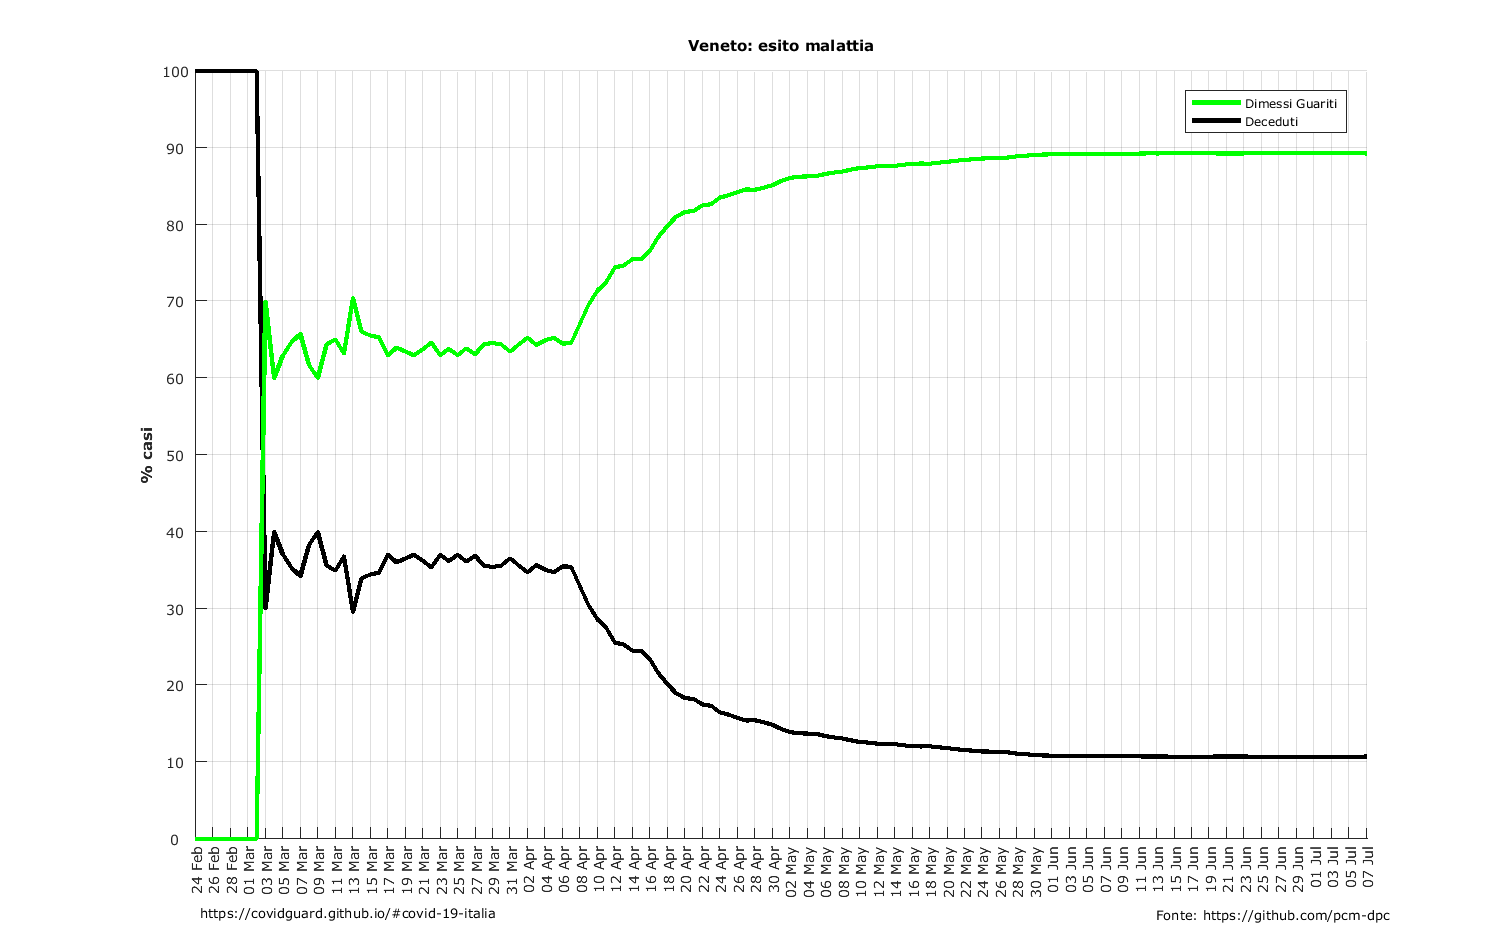 Veneto: esito malattia
Dimessi Guariti
Deceduti
% casi
100
90
80
70
60
50
40
30
20
10
0
24 Feb
26 Feb
28 Feb
01 Mar
03 Mar
05 Mar
07 Mar
09 Mar
11 Mar
13 Mar
15 Mar
17 Mar
19 Mar
21 Mar
23 Mar
25 Mar
27 Mar
29 Mar
31 Mar
02 Apr
04 Apr
06 Apr
08 Apr
10 Apr
12 Apr
14 Apr
16 Apr
18 Apr
20 Apr
22 Apr
24 Apr
26 Apr
28 Apr
30 Apr
02 May
04 May
06 May
08 May
10 May
12 May
14 May
16 May
18 May
20 May
22 May
24 May
26 May
28 May
30 May
01 Jun
03 Jun
05 Jun
07 Jun
09 Jun
11 Jun
13 Jun
15 Jun
17 Jun
19 Jun
21 Jun
23 Jun
25 Jun
27 Jun
29 Jun
01 Jul
03 Jul
05 Jul
07 Jul
https://covidguard.github.io/#covid-19-italia
Fonte: https://github.com/pcm-dpc